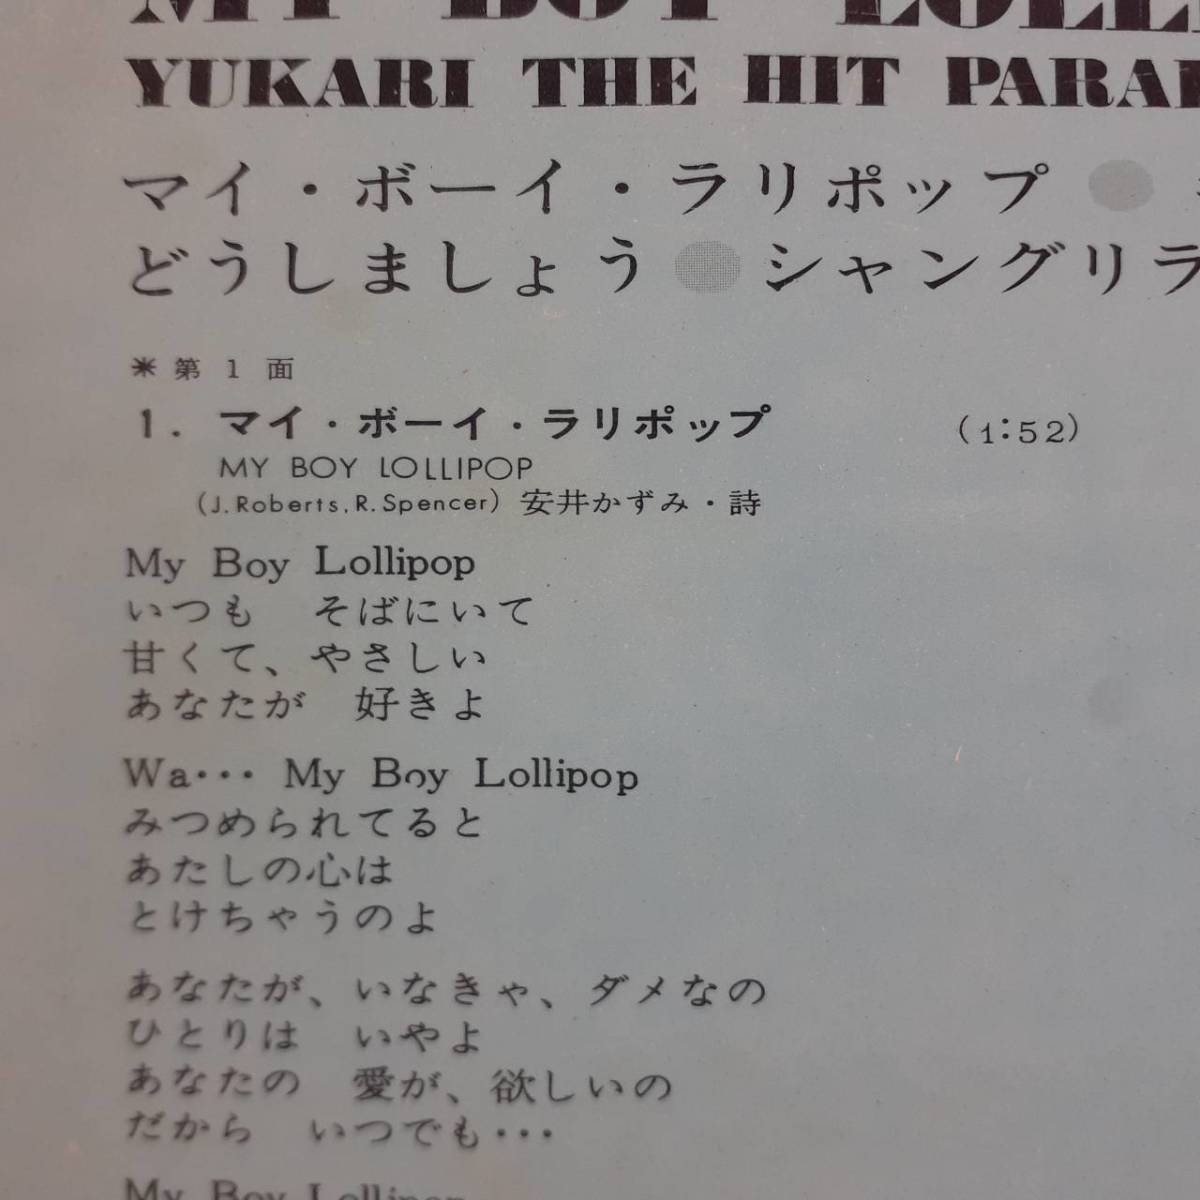 MY BOY LOLLI
YUKARI THE HIT PARA
マイ・ボーイ・ラリポップ ●
どうしましょう ● シャングリラ
＊第1面
1. マイ・ボーイ・ラリポップ (1:52)
MY BOY LOLLIPOP
(J. Roberts, R. Spencer) 安井かずみ・詩
My Boy Lollipop
いつも　そばにいて
甘くて、やさしい
あなたが　好きよ
Wa・・・ My Boy Lollipop
みつめられてると
あたしの心は
とけちゃうのよ
あなたが、いなきゃ、ダメなの
ひとりは　いやよ
あなたの　愛が、欲しいの
だから　いつでも・・・
My Boy Lollipop